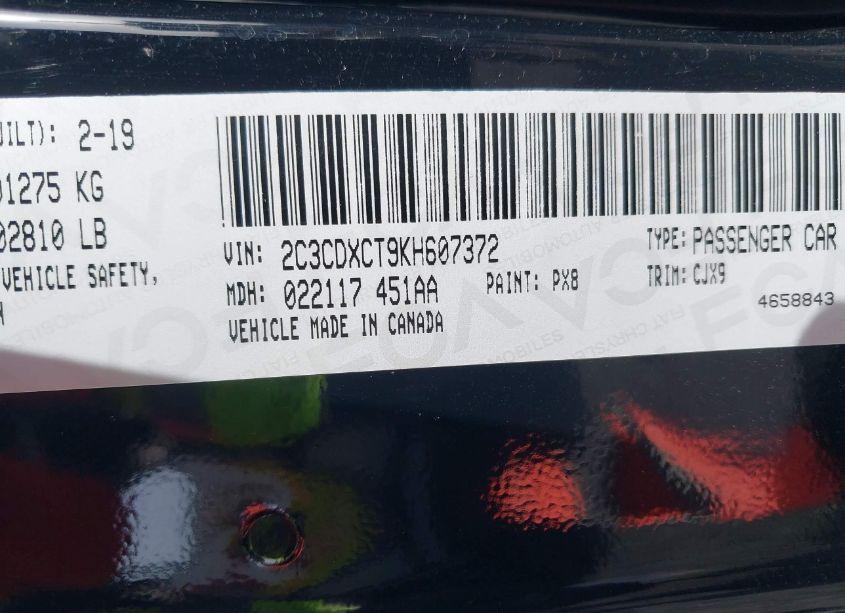 UILT): 2-19
01275 KG
02810 LB
VEHICLE SAFETY,
VIN: 2C3CDXCT9KH607372
TYPE: PASSENGER CAR
MDH: 022117 451AA
PAINT: PX8
TRIM: CJX9
VEHICLE MADE IN CANADA
4658843